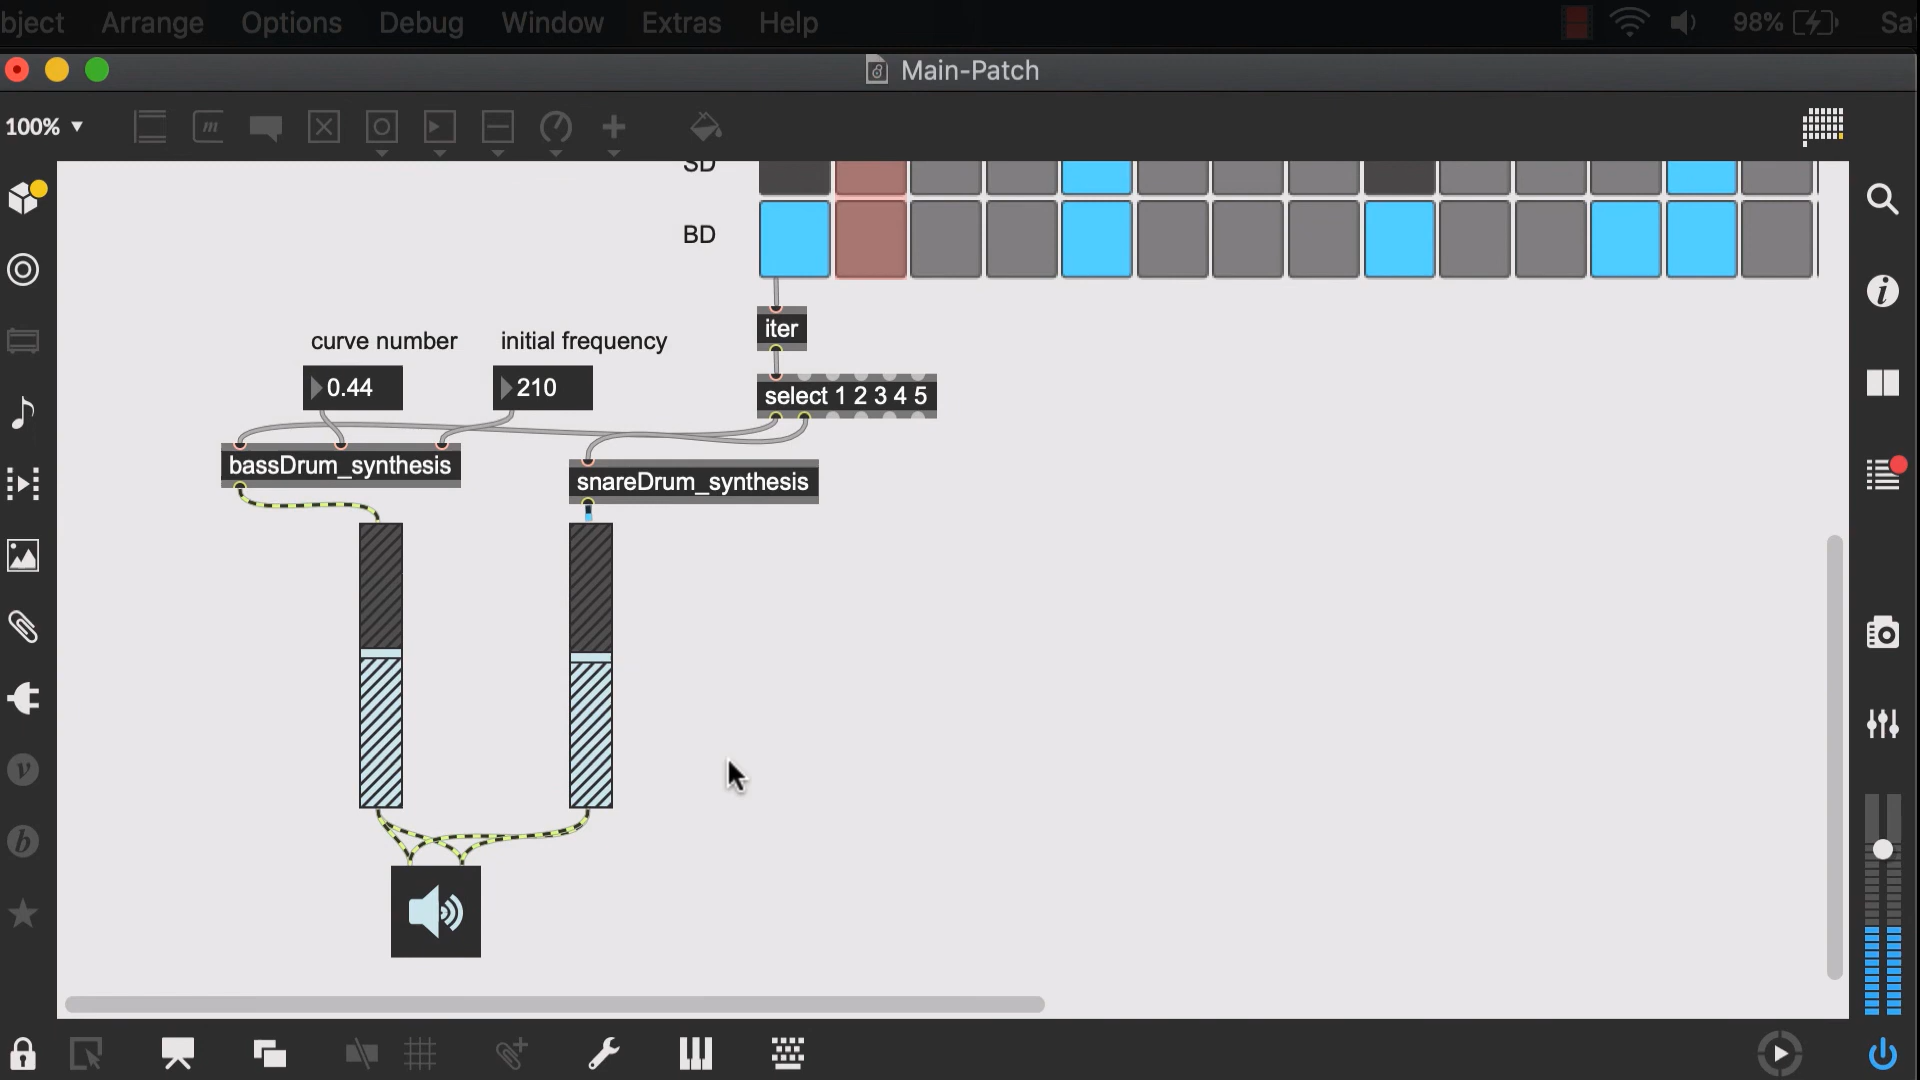 bject Arrange Options Debug Window Extras Help 98% Sa
Main-Patch
100%
SD
BD
iter
curve number initial frequency
0.44 210
select 1 2 3 4 5
bassDrum_synthesis
snareDrum_synthesis